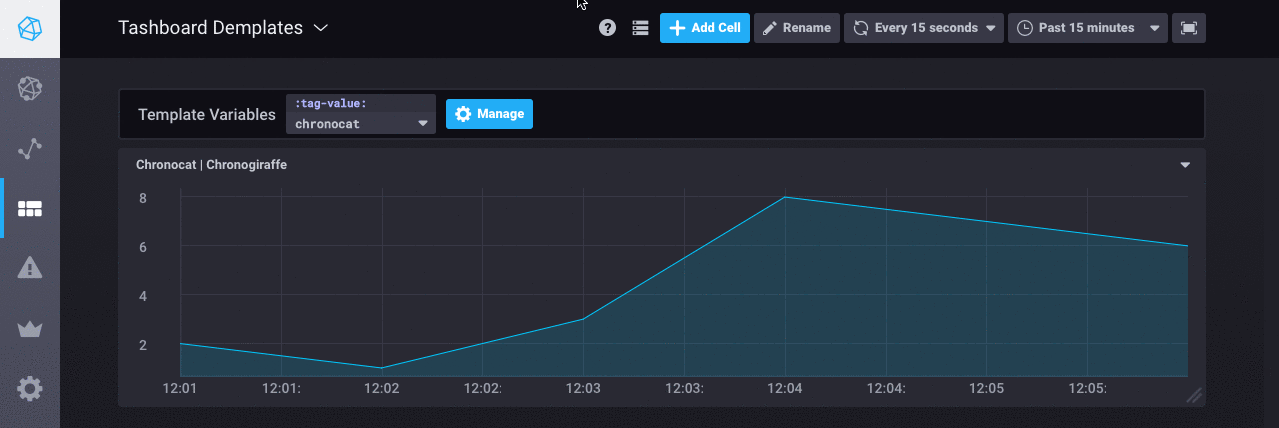 Tashboard Demplates
? Add Cell Rename Every 15 seconds Past 15 minutes
Template Variables
:tag-value:
chronocat
Manage
Chronocat | Chronogiraffe
8
6
4
2
12:01 12:01: 12:02 12:02: 12:03 12:03: 12:04 12:04: 12:05 12:05: